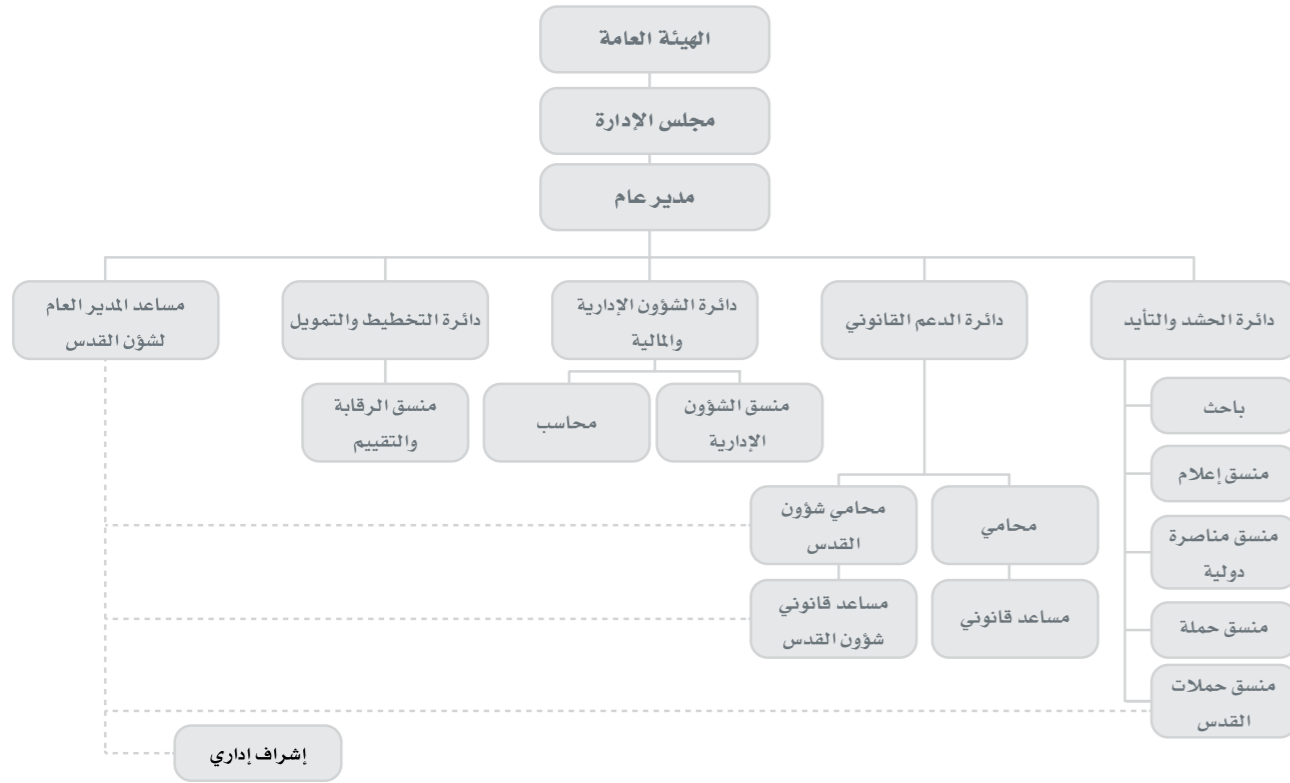 الهيئة العامة
مجلس الإدارة
مدير عام
دائرة الحشد والتأيد
دائرة الدعم القانوني
دائرة الشؤون الإدارية
والمالية
دائرة التخطيط والتمويل
مساعد المدير العام
لشؤن القدس
باحث
منسق إعلام
منسق مناصرة
دولية
منسق حملة
منسق حملات
القدس
محامي
مساعد قانوني
محامي شؤون
القدس
مساعد قانوني
شؤون القدس
منسق الشؤون
الإدارية
محاسب
منسق الرقابة
والتقييم
إشراف إداري